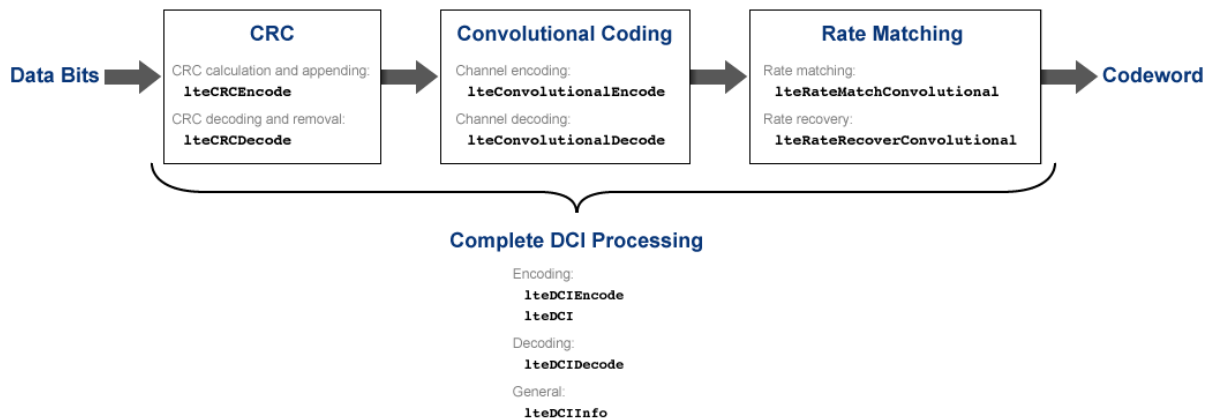 Data Bits
CRC
CRC calculation and appending:
lteCRCEncode
CRC decoding and removal:
lteCRCDecode
Convolutional Coding
Channel encoding:
lteConvolutionalEncode
Channel decoding:
lteConvolutionalDecode
Rate Matching
Rate matching:
lteRateMatchConvolutional
Rate recovery:
lteRateRecoverConvolutional
Codeword
Complete DCI Processing
Encoding:
lteDCIEncode
lteDCI
Decoding:
lteDCIDecode
General:
lteDCIInfo